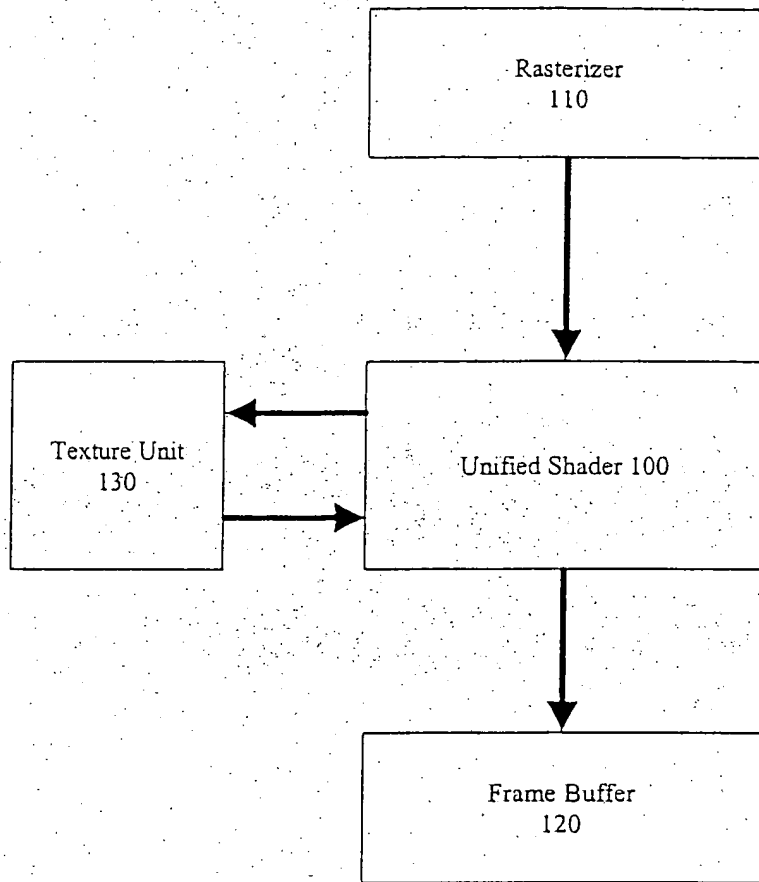 Rasterizer
110
Texture Unit
130
Unified Shader 100
Frame Buffer
120